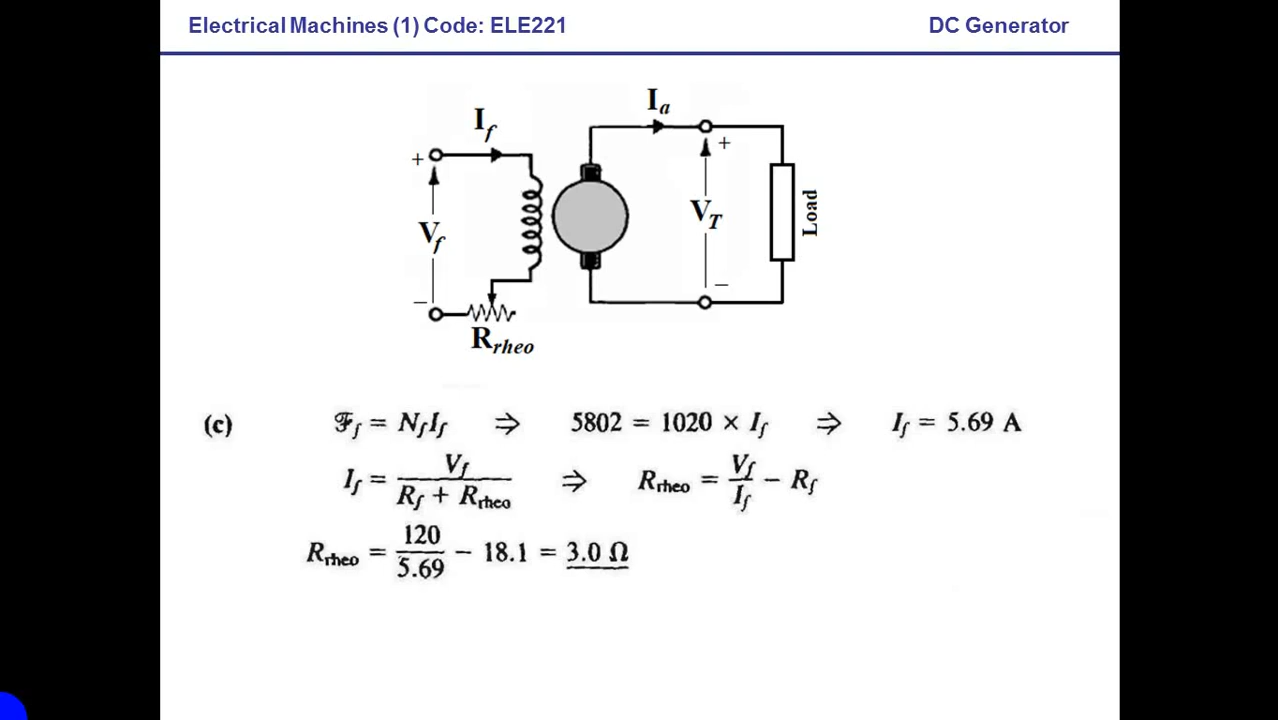 Electrical Machines (1) Code: ELE221 DC Generator
I_a
I_f
+ +
V_f V_T Load
− −
R_rheo
(c) ℱ_f = N_f I_f ⇒ 5802 = 1020 × I_f ⇒ I_f = 5.69 A
I_f = V_f / (R_f + R_rheo) ⇒ R_rheo = V_f / I_f − R_f
R_rheo = 120 / 5.69 − 18.1 = 3.0 Ω